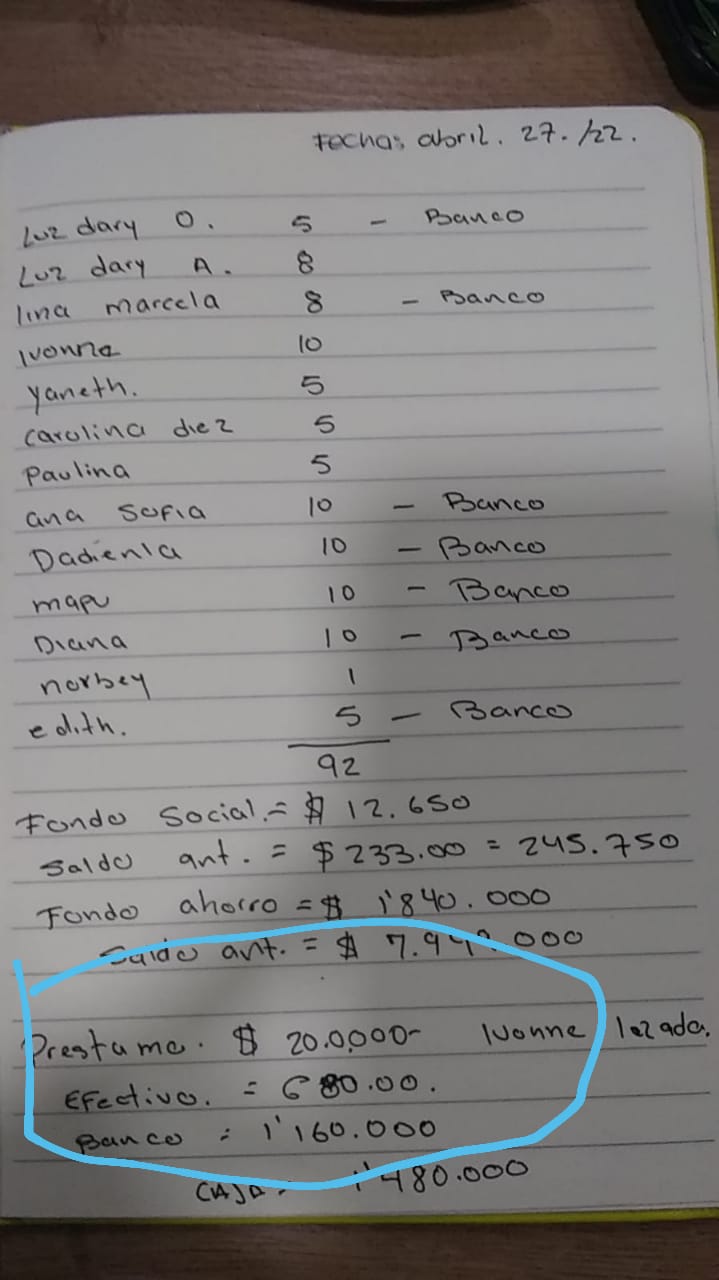 Fecha: abril. 27./22.
Luz dary O. 5 - Banco
Luz dary A. 8
lina marcela 8 - Banco
Ivonne 10
Yaneth. 5
Carolina diez 5
Paulina 5
ana Sofia 10 - Banco
Dadienla 10 - Banco
mapu 10 - Banco
Diana 10 - Banco
norbey 1
edith. 5 - Banco
92
Fondo Social.= $ 12.650
Saldo ant. = $ 233.00 = 245.750
Fondo ahorro = $ 1'840.000
Saldo ant. = $ 7.949.000
Prestamo. $ 20.0.000- Ivonne lozada.
Efectivo. = 680.00.
Banco = 1'160.000
CAJA = 1'480.000